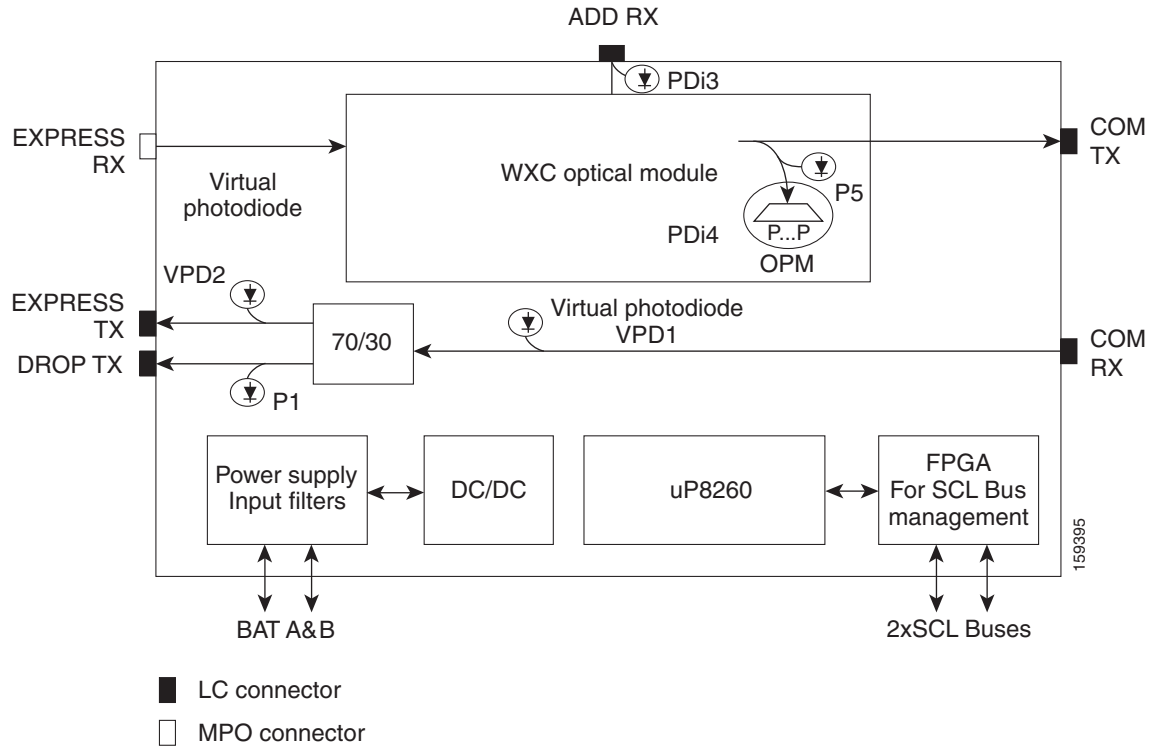 ADD RX
PDi3
EXPRESS
RX
COM
TX
WXC optical module
P5
Virtual
photodiode
PDi4
P...P
OPM
VPD2
EXPRESS
TX
70/30
Virtual photodiode
VPD1
DROP TX
COM
RX
P1
Power supply
Input filters
DC/DC
uP8260
FPGA
For SCL Bus
management
159395
BAT A&B
2xSCL Buses
LC connector
MPO connector